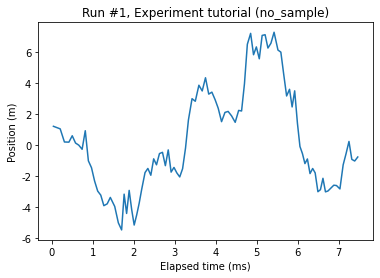 Run #1, Experiment tutorial (no_sample)
Position (m)
6
4
2
0
-2
-4
-6
0 1 2 3 4 5 6 7
Elapsed time (ms)